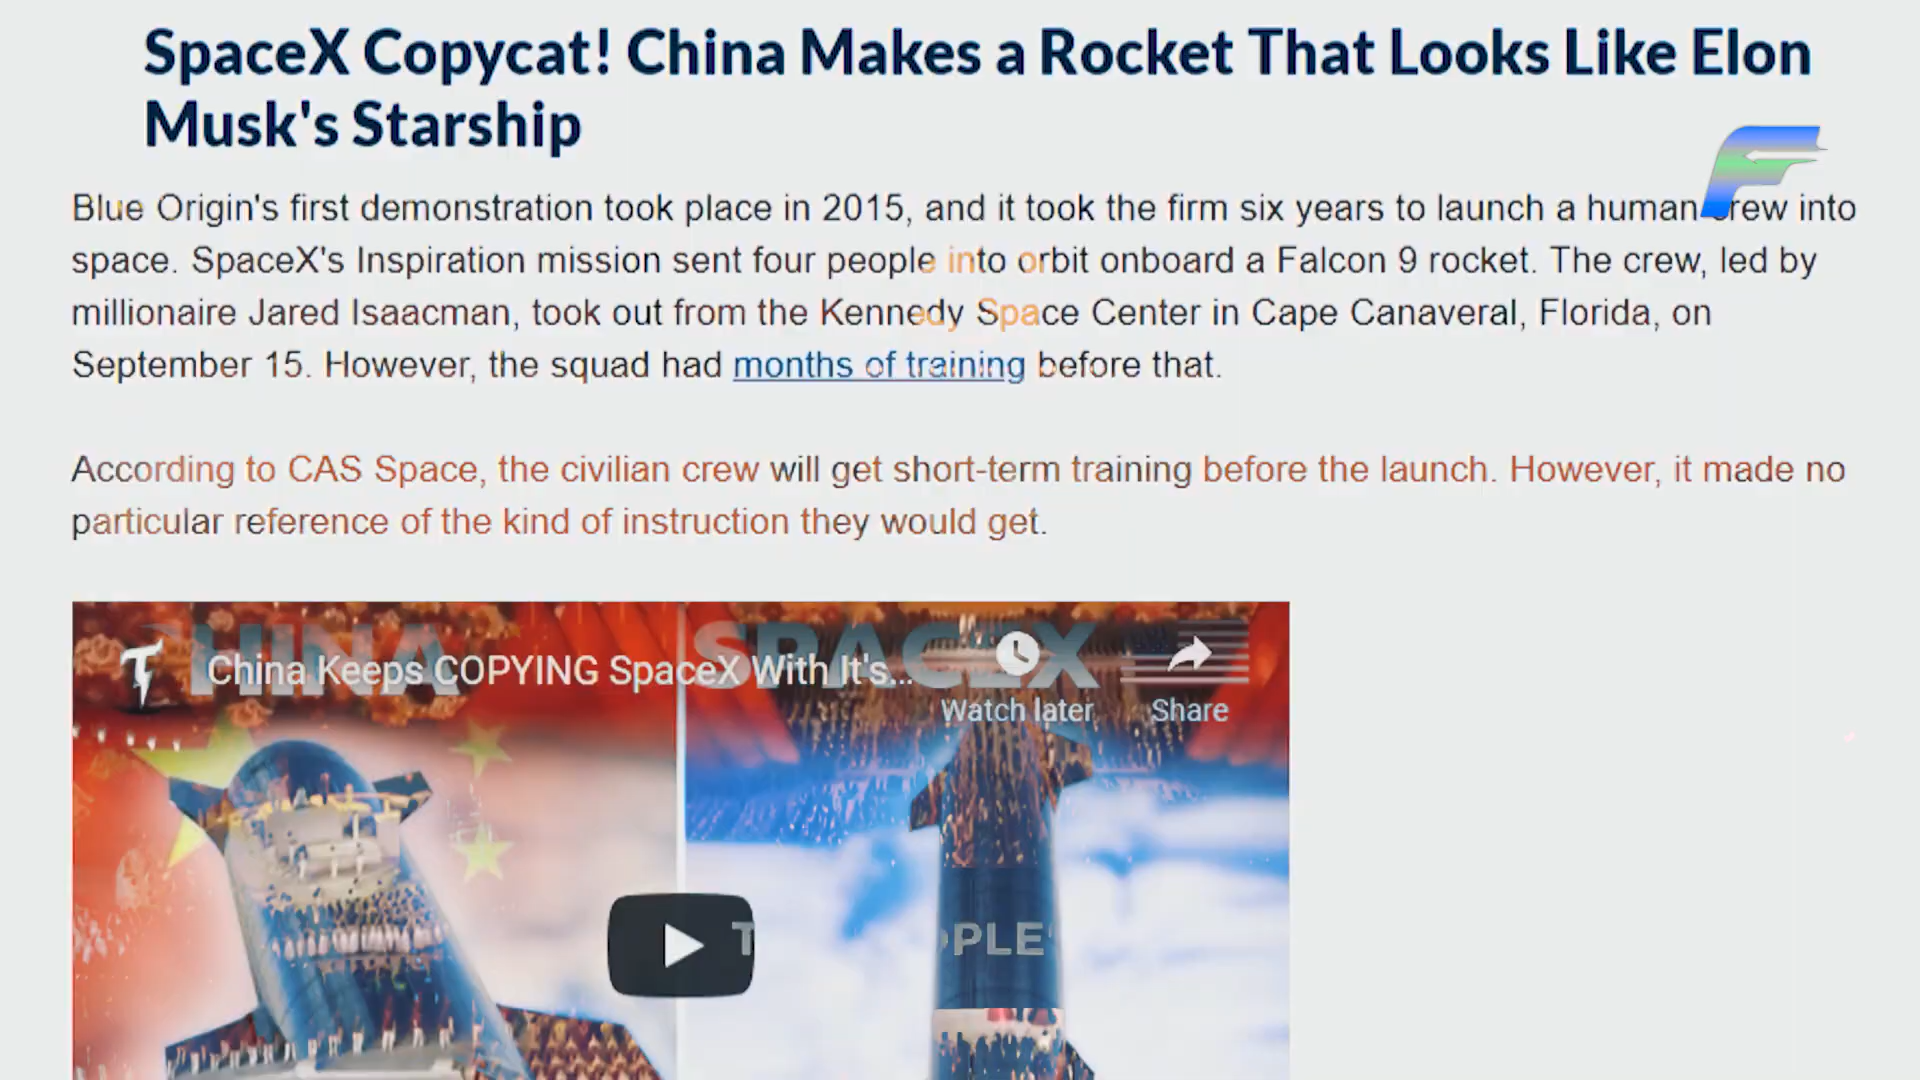 SpaceX Copycat! China Makes a Rocket That Looks Like Elon
Musk's Starship
Blue Origin's first demonstration took place in 2015, and it took the firm six years to launch a human crew into
space. SpaceX's Inspiration mission sent four people into orbit onboard a Falcon 9 rocket. The crew, led by
millionaire Jared Isaacman, took out from the Kennedy Space Center in Cape Canaveral, Florida, on
September 15. However, the squad had months of training before that.
According to CAS Space, the civilian crew will get short-term training before the launch. However, it made no
particular reference of the kind of instruction they would get.
CHINA SPACEX
China Keeps COPYING SpaceX With It's...
Watch later Share